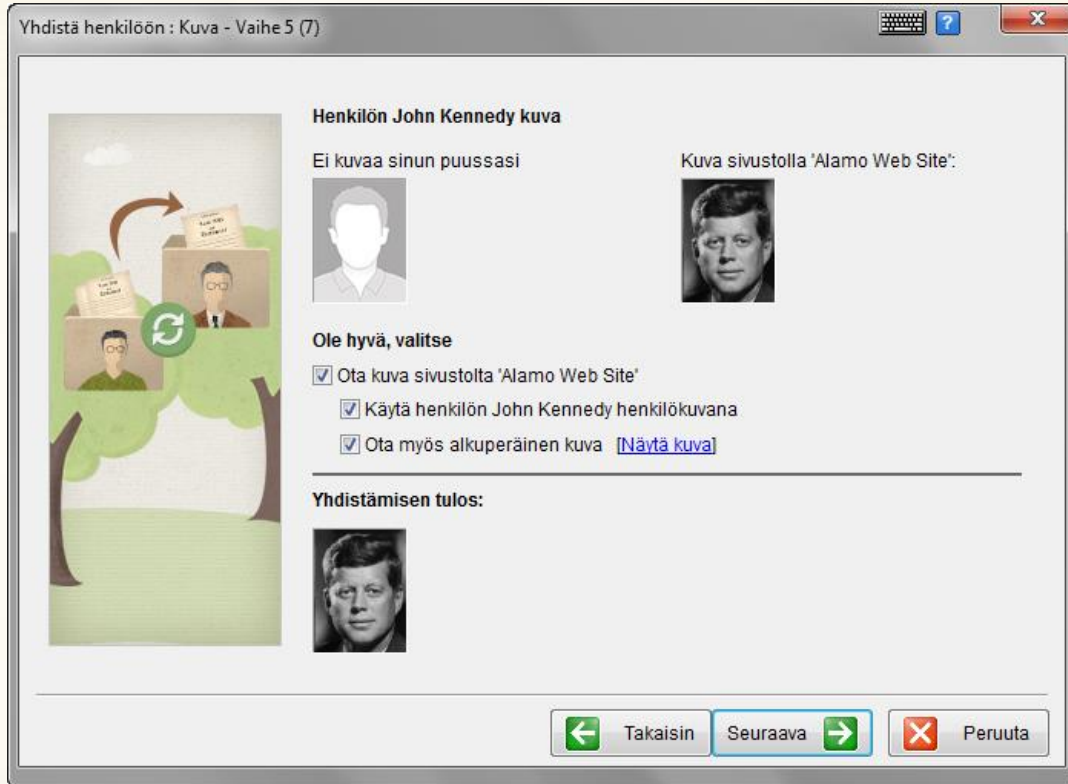 Yhdistä henkilöön : Kuva - Vaihe 5 (7)
Henkilön John Kennedy kuva
Ei kuvaa sinun puussasi
Kuva sivustolla 'Alamo Web Site':
Ole hyvä, valitse
Ota kuva sivustolta 'Alamo Web Site'
Käytä henkilön John Kennedy henkilökuvana
Ota myös alkuperäinen kuva [Näytä kuva]
Yhdistämisen tulos:
Takaisin
Seuraava
Peruuta